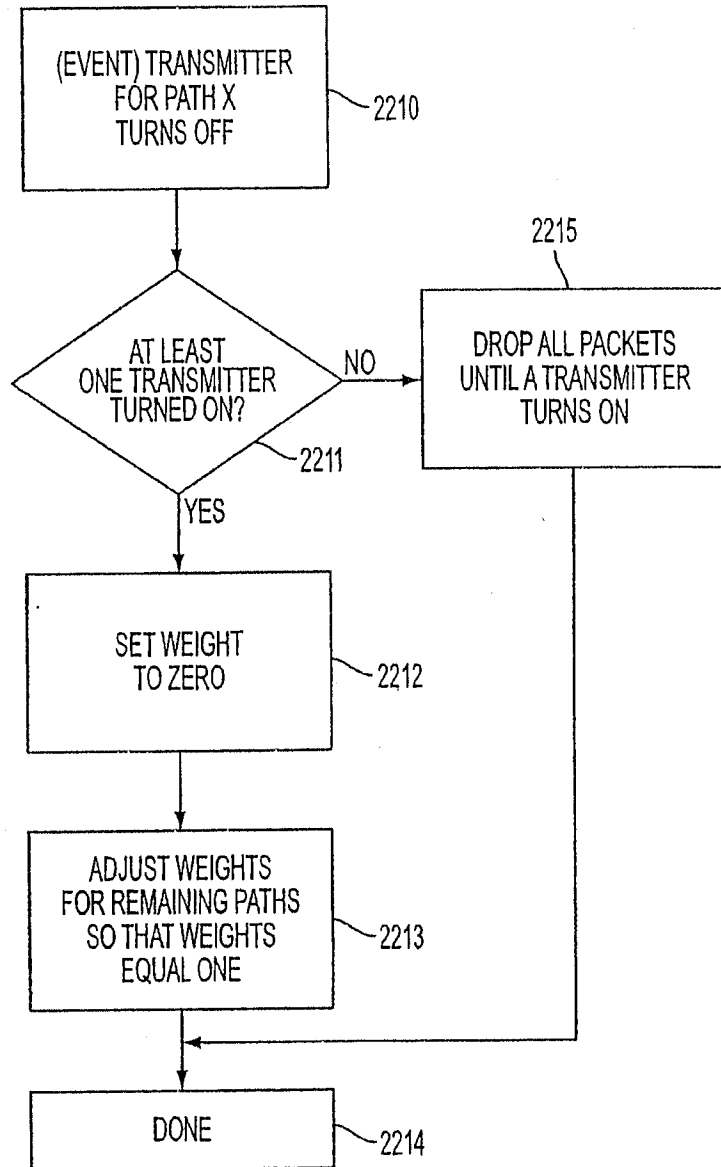 (EVENT) TRANSMITTER
FOR PATH X
TURNS OFF
2210
AT LEAST
ONE TRANSMITTER
TURNED ON?
2211
NO
2215
DROP ALL PACKETS
UNTIL A TRANSMITTER
TURNS ON
YES
SET WEIGHT
TO ZERO
2212
ADJUST WEIGHTS
FOR REMAINING PATHS
SO THAT WEIGHTS
EQUAL ONE
2213
DONE
2214